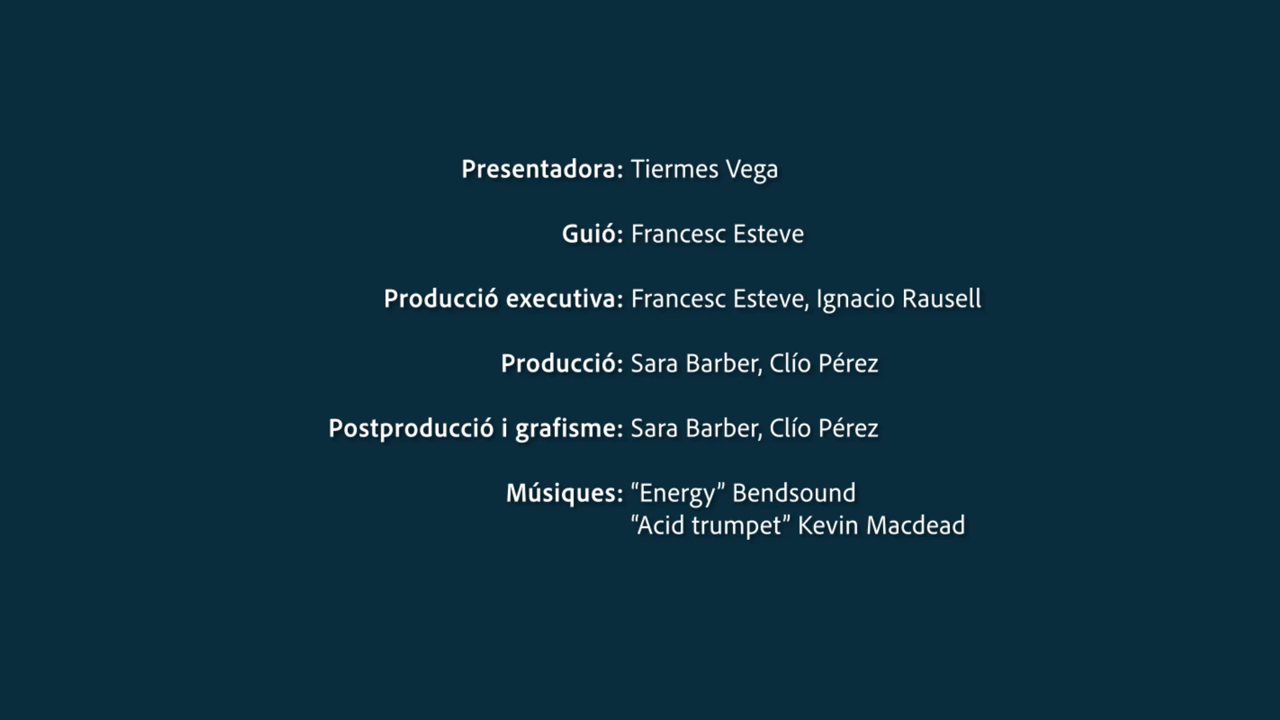 Presentadora: Tiermes Vega
Guió: Francesc Esteve
Producció executiva: Francesc Esteve, Ignacio Rausell
Producció: Sara Barber, Clío Pérez
Postproducció i grafisme: Sara Barber, Clío Pérez
Músiques: “Energy” Bendsound
“Acid trumpet” Kevin Macdead